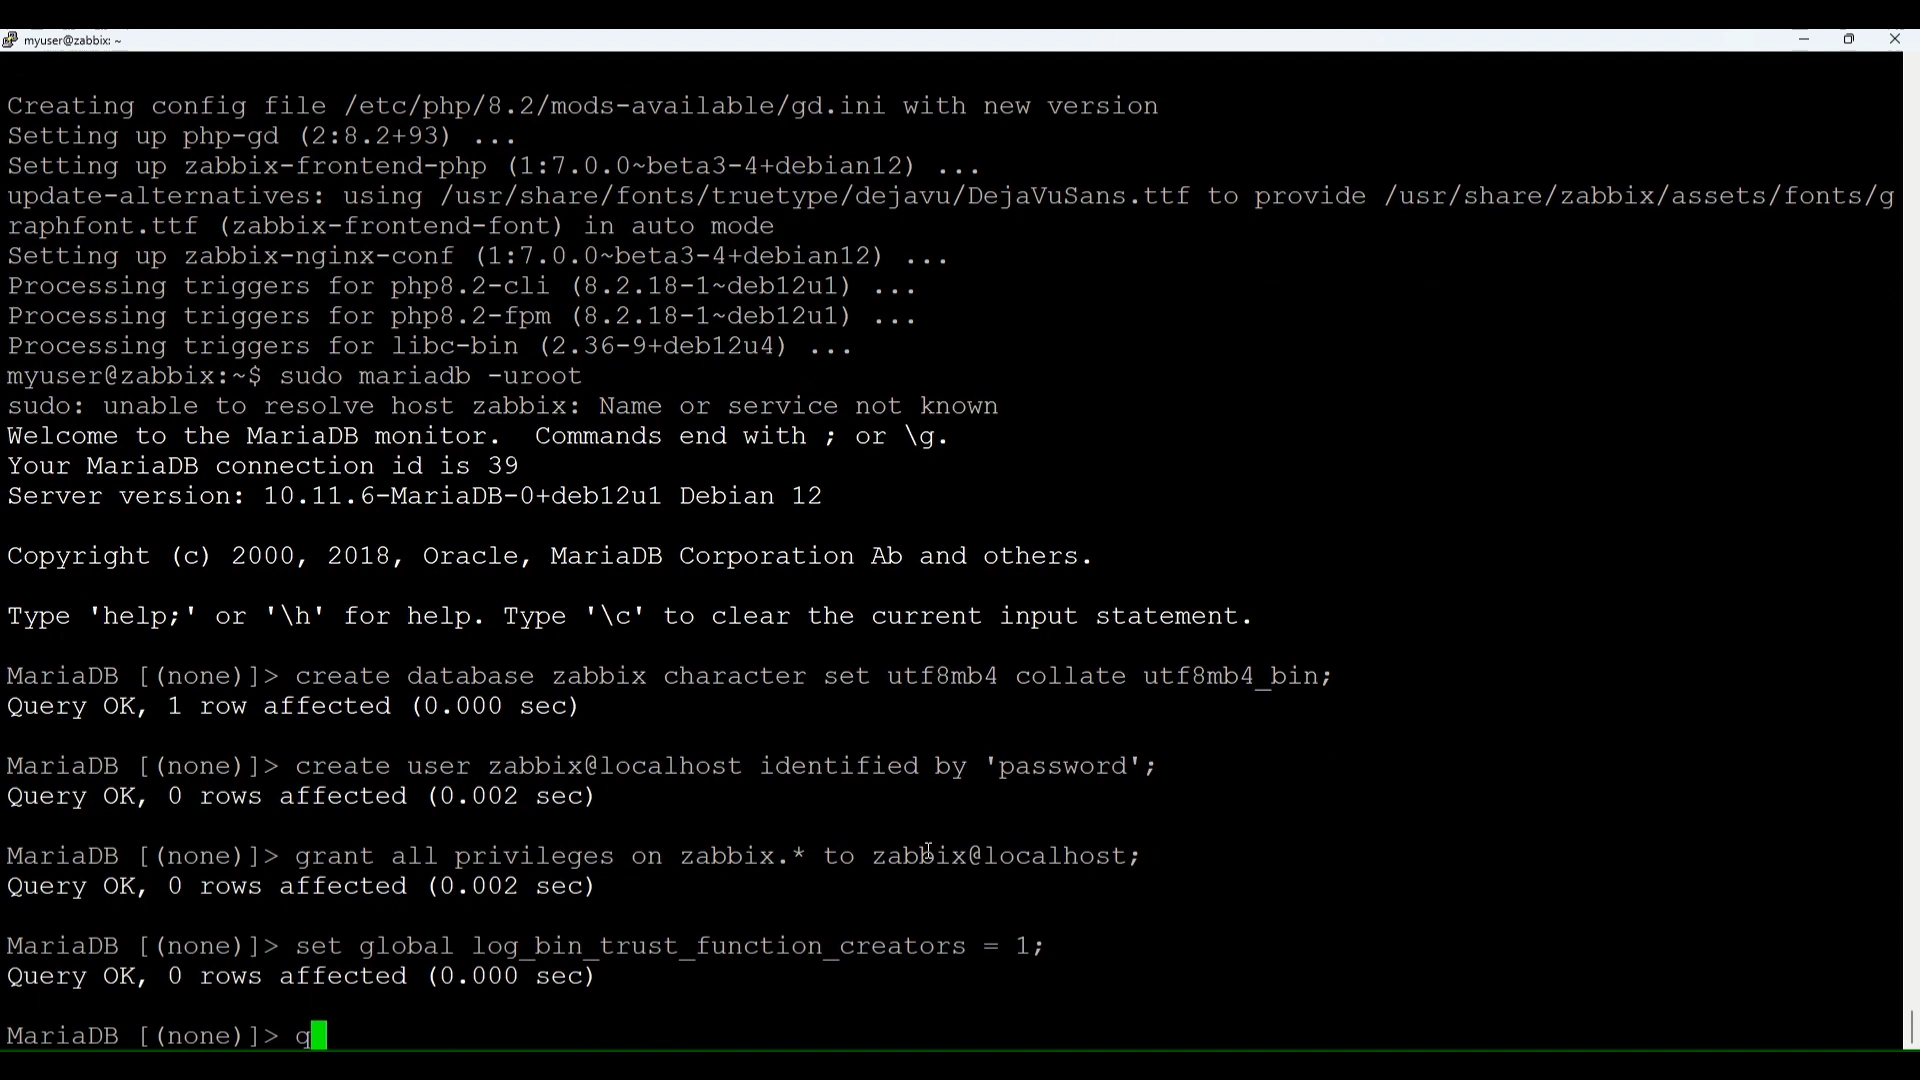 myuser@zabbix: ~
Creating config file /etc/php/8.2/mods-available/gd.ini with new version
Setting up php-gd (2:8.2+93) ...
Setting up zabbix-frontend-php (1:7.0.0~beta3-4+debian12) ...
update-alternatives: using /usr/share/fonts/truetype/dejavu/DejaVuSans.ttf to provide /usr/share/zabbix/assets/fonts/g
raphfont.ttf (zabbix-frontend-font) in auto mode
Setting up zabbix-nginx-conf (1:7.0.0~beta3-4+debian12) ...
Processing triggers for php8.2-cli (8.2.18-1~deb12u1) ...
Processing triggers for php8.2-fpm (8.2.18-1~deb12u1) ...
Processing triggers for libc-bin (2.36-9+deb12u4) ...
myuser@zabbix:~$ sudo mariadb -uroot
sudo: unable to resolve host zabbix: Name or service not known
Welcome to the MariaDB monitor.  Commands end with ; or \g.
Your MariaDB connection id is 39
Server version: 10.11.6-MariaDB-0+deb12u1 Debian 12
Copyright (c) 2000, 2018, Oracle, MariaDB Corporation Ab and others.
Type 'help;' or '\h' for help. Type '\c' to clear the current input statement.
MariaDB [(none)]> create database zabbix character set utf8mb4 collate utf8mb4_bin;
Query OK, 1 row affected (0.000 sec)
MariaDB [(none)]> create user zabbix@localhost identified by 'password';
Query OK, 0 rows affected (0.002 sec)
MariaDB [(none)]> grant all privileges on zabbix.* to zabbix@localhost;
Query OK, 0 rows affected (0.002 sec)
MariaDB [(none)]> set global log_bin_trust_function_creators = 1;
Query OK, 0 rows affected (0.000 sec)
MariaDB [(none)]> q